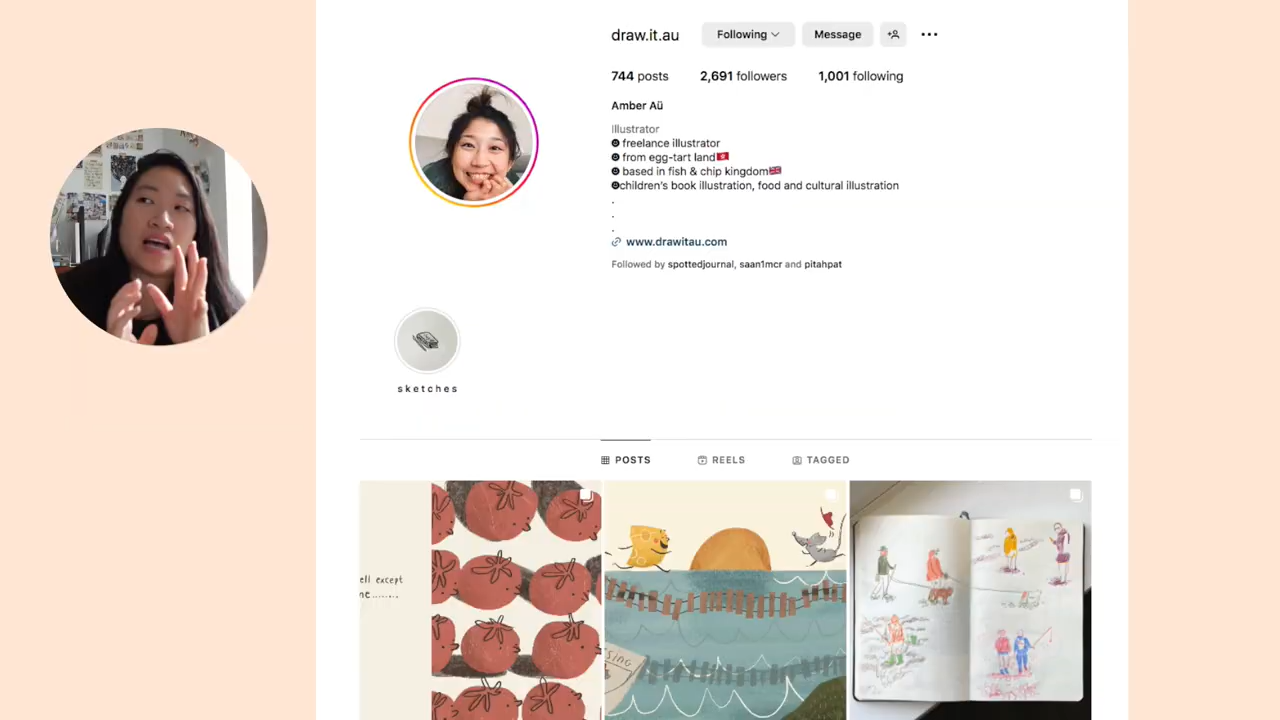 draw.it.au Following Message
744 posts 2,691 followers 1,001 following
Amber Aü
Illustrator
freelance illustrator
from egg-tart land🇭🇰
based in fish & chip kingdom🇬🇧
children's book illustration, food and cultural illustration
.
.
.
www.drawitau.com
Followed by spottedjournal, saan1mcr and pitahpat
sketches
POSTS REELS TAGGED
ell except
ne........
SING